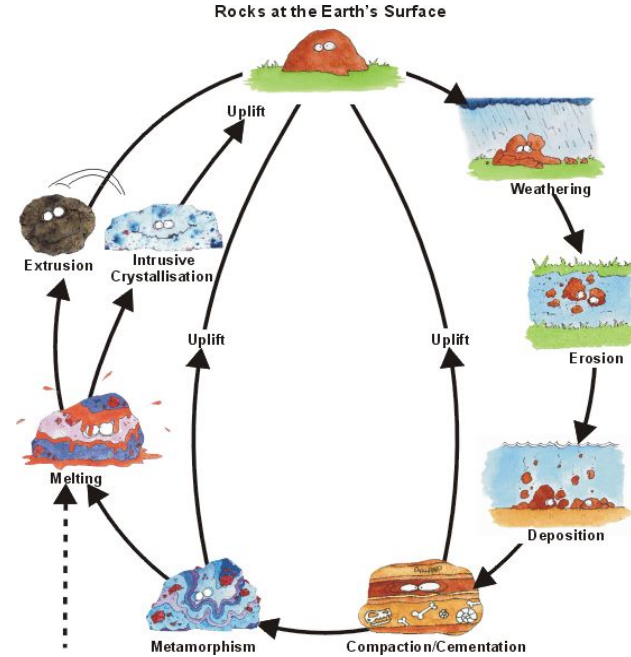 Rocks at the Earth's Surface
Uplift
Weathering
Extrusion
Intrusive
Crystallisation
Uplift
Uplift
Erosion
Melting
Deposition
Metamorphism
Compaction/Cementation